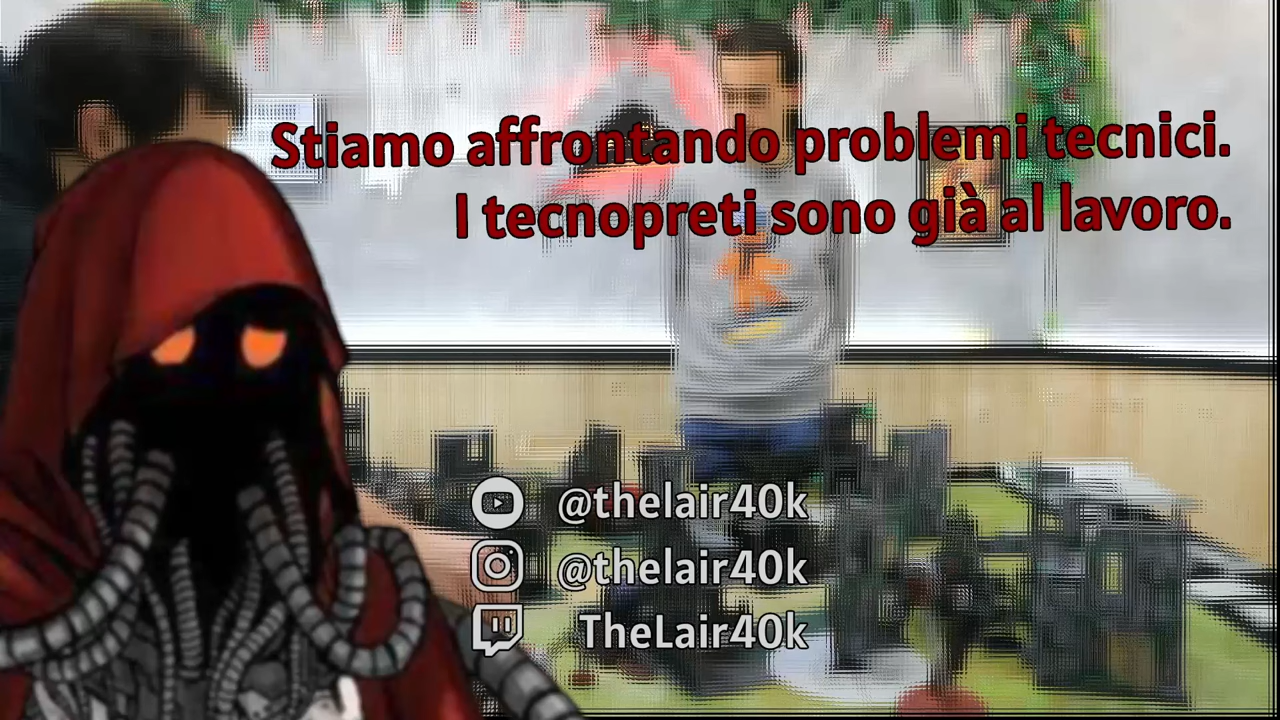 Stiamo affrontando problemi tecnici.
I tecnopreti sono già al lavoro.
@thelair40k
@thelair40k
TheLair40k